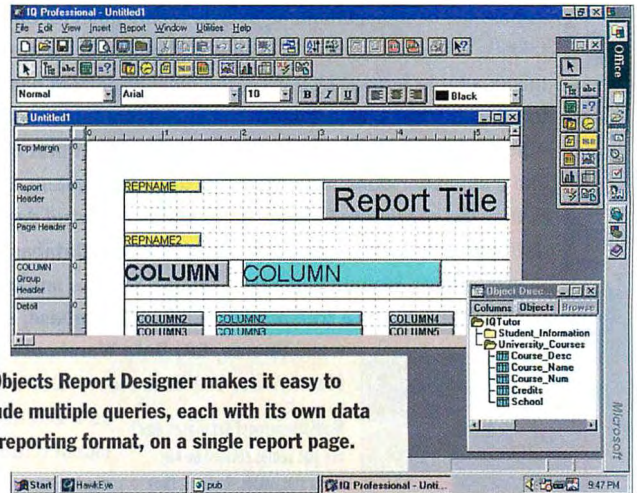 IQ Professional - Untitled1
File Edit View Insert Report Window Utilities Help
Normal Arial 10 B I U Black
Untitled1
Top Margin
Report Header
REPNAME
Report Title
Page Header
REPNAME2
COLUMN Group Header
COLUMN COLUMN
Detail
COLUMN2 COLUMN2 COLUMN4
COLUMN3 COLUMN3 COLUMN5
Object Direc...
Columns Objects Browse
IQTutor
Student_Information
University_Courses
Course_Desc
Course_Name
Course_Num
Credits
School
Office
Microsoft
Objects Report Designer makes it easy to
ude multiple queries, each with its own data
reporting format, on a single report page.
Start HawkEye pub IQ Professional - Unti... 9:47 PM